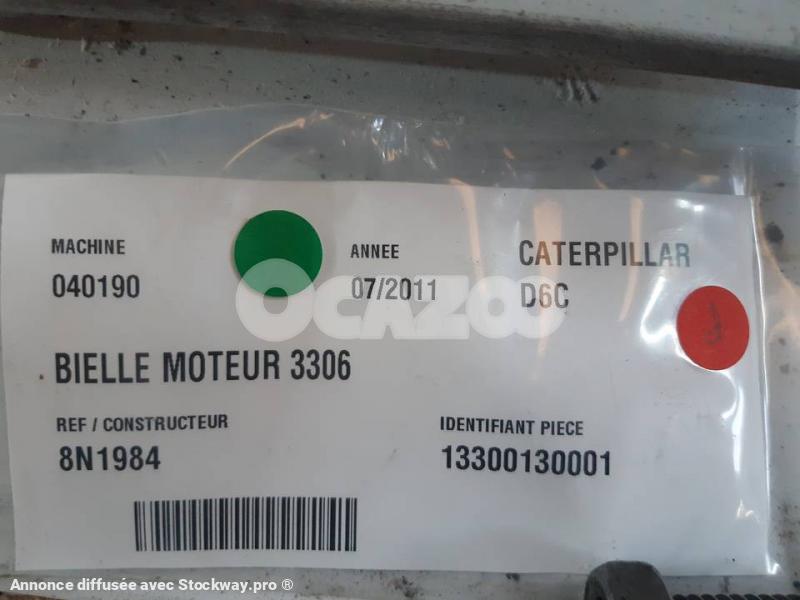 MACHINE
040190
ANNEE
07/2011
CATERPILLAR
D6C
OCAZOO
BIELLE MOTEUR 3306
REF / CONSTRUCTEUR
8N1984
IDENTIFIANT PIECE
13300130001
Annonce diffusée avec Stockway.pro ®